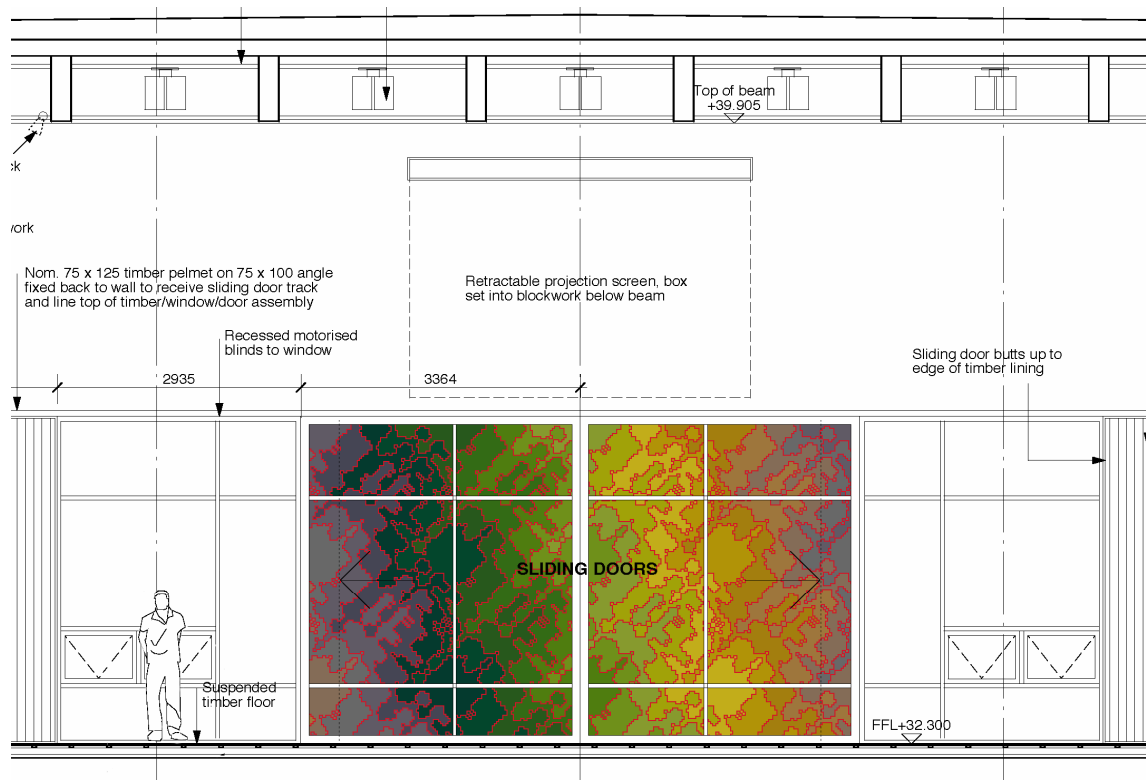 Top of beam
+39.905
ck
work
Nom. 75 x 125 timber pelmet on 75 x 100 angle
fixed back to wall to receive sliding door track
and line top of timber/window/door assembly
Retractable projection screen, box
set into blockwork below beam
Recessed motorised
blinds to window
Sliding door butts up to
edge of timber lining
2935
3364
SLIDING DOORS
Suspended
timber floor
FFL+32.300